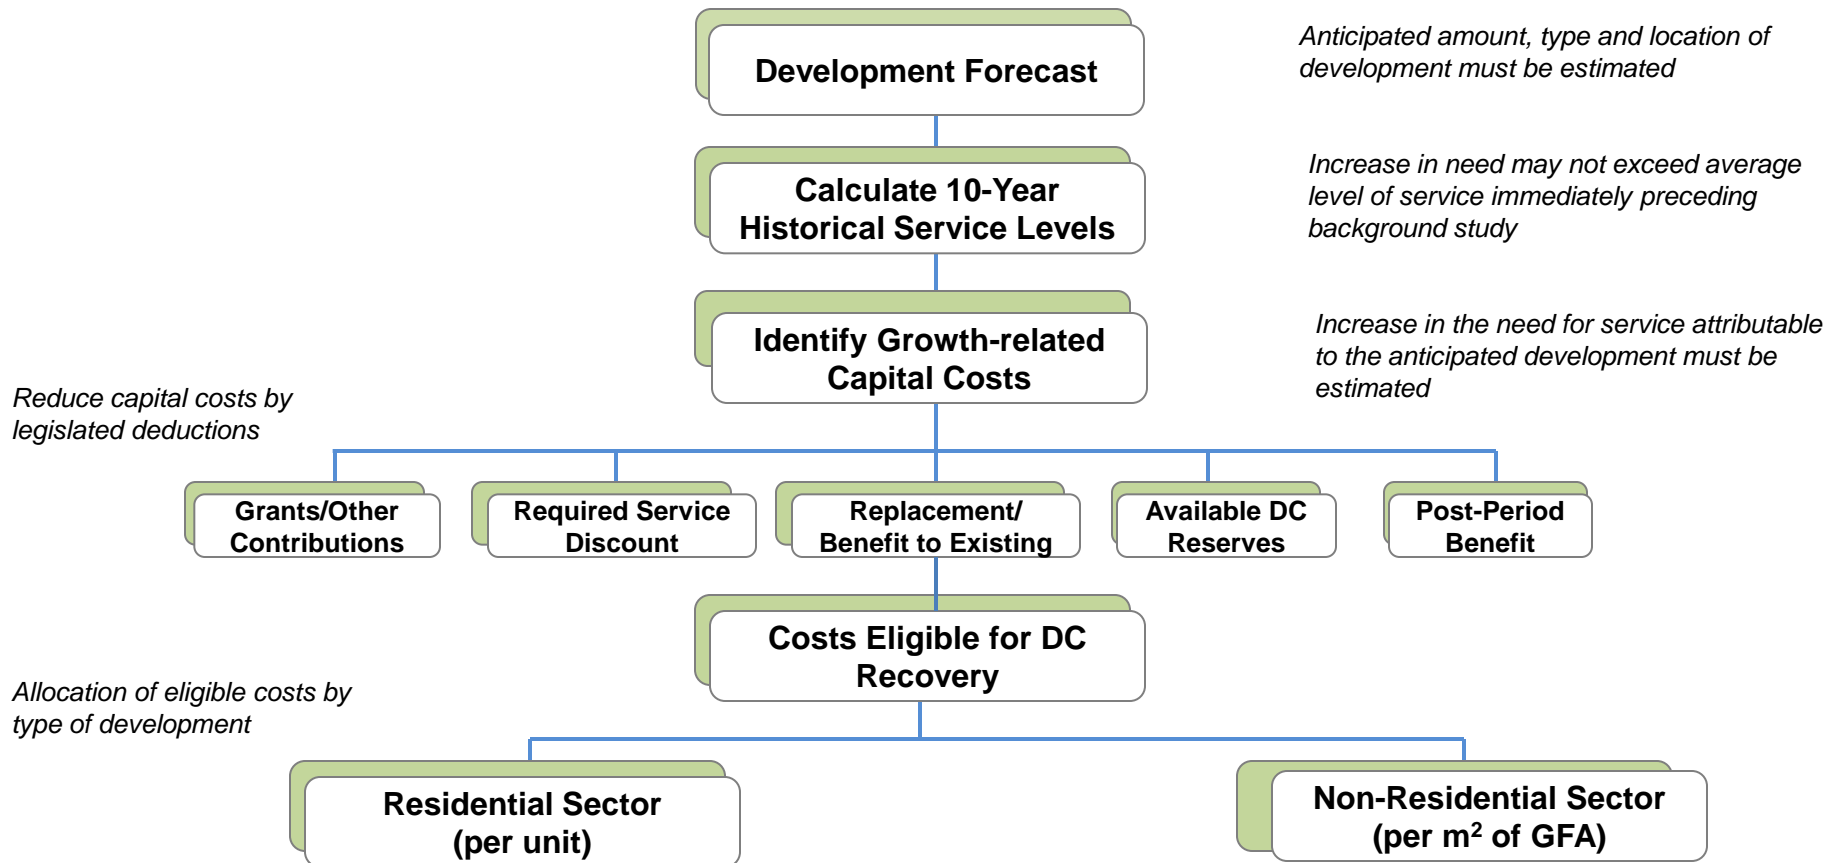 Development Forecast
Anticipated amount, type and location of
development must be estimated
Calculate 10-Year
Historical Service Levels
Increase in need may not exceed average
level of service immediately preceding
background study
Identify Growth-related
Capital Costs
Increase in the need for service attributable
to the anticipated development must be
estimated
Reduce capital costs by
legislated deductions
Grants/Other
Contributions
Required Service
Discount
Replacement/
Benefit to Existing
Available DC
Reserves
Post-Period
Benefit
Costs Eligible for DC
Recovery
Allocation of eligible costs by
type of development
Residential Sector
(per unit)
Non-Residential Sector
(per m² of GFA)